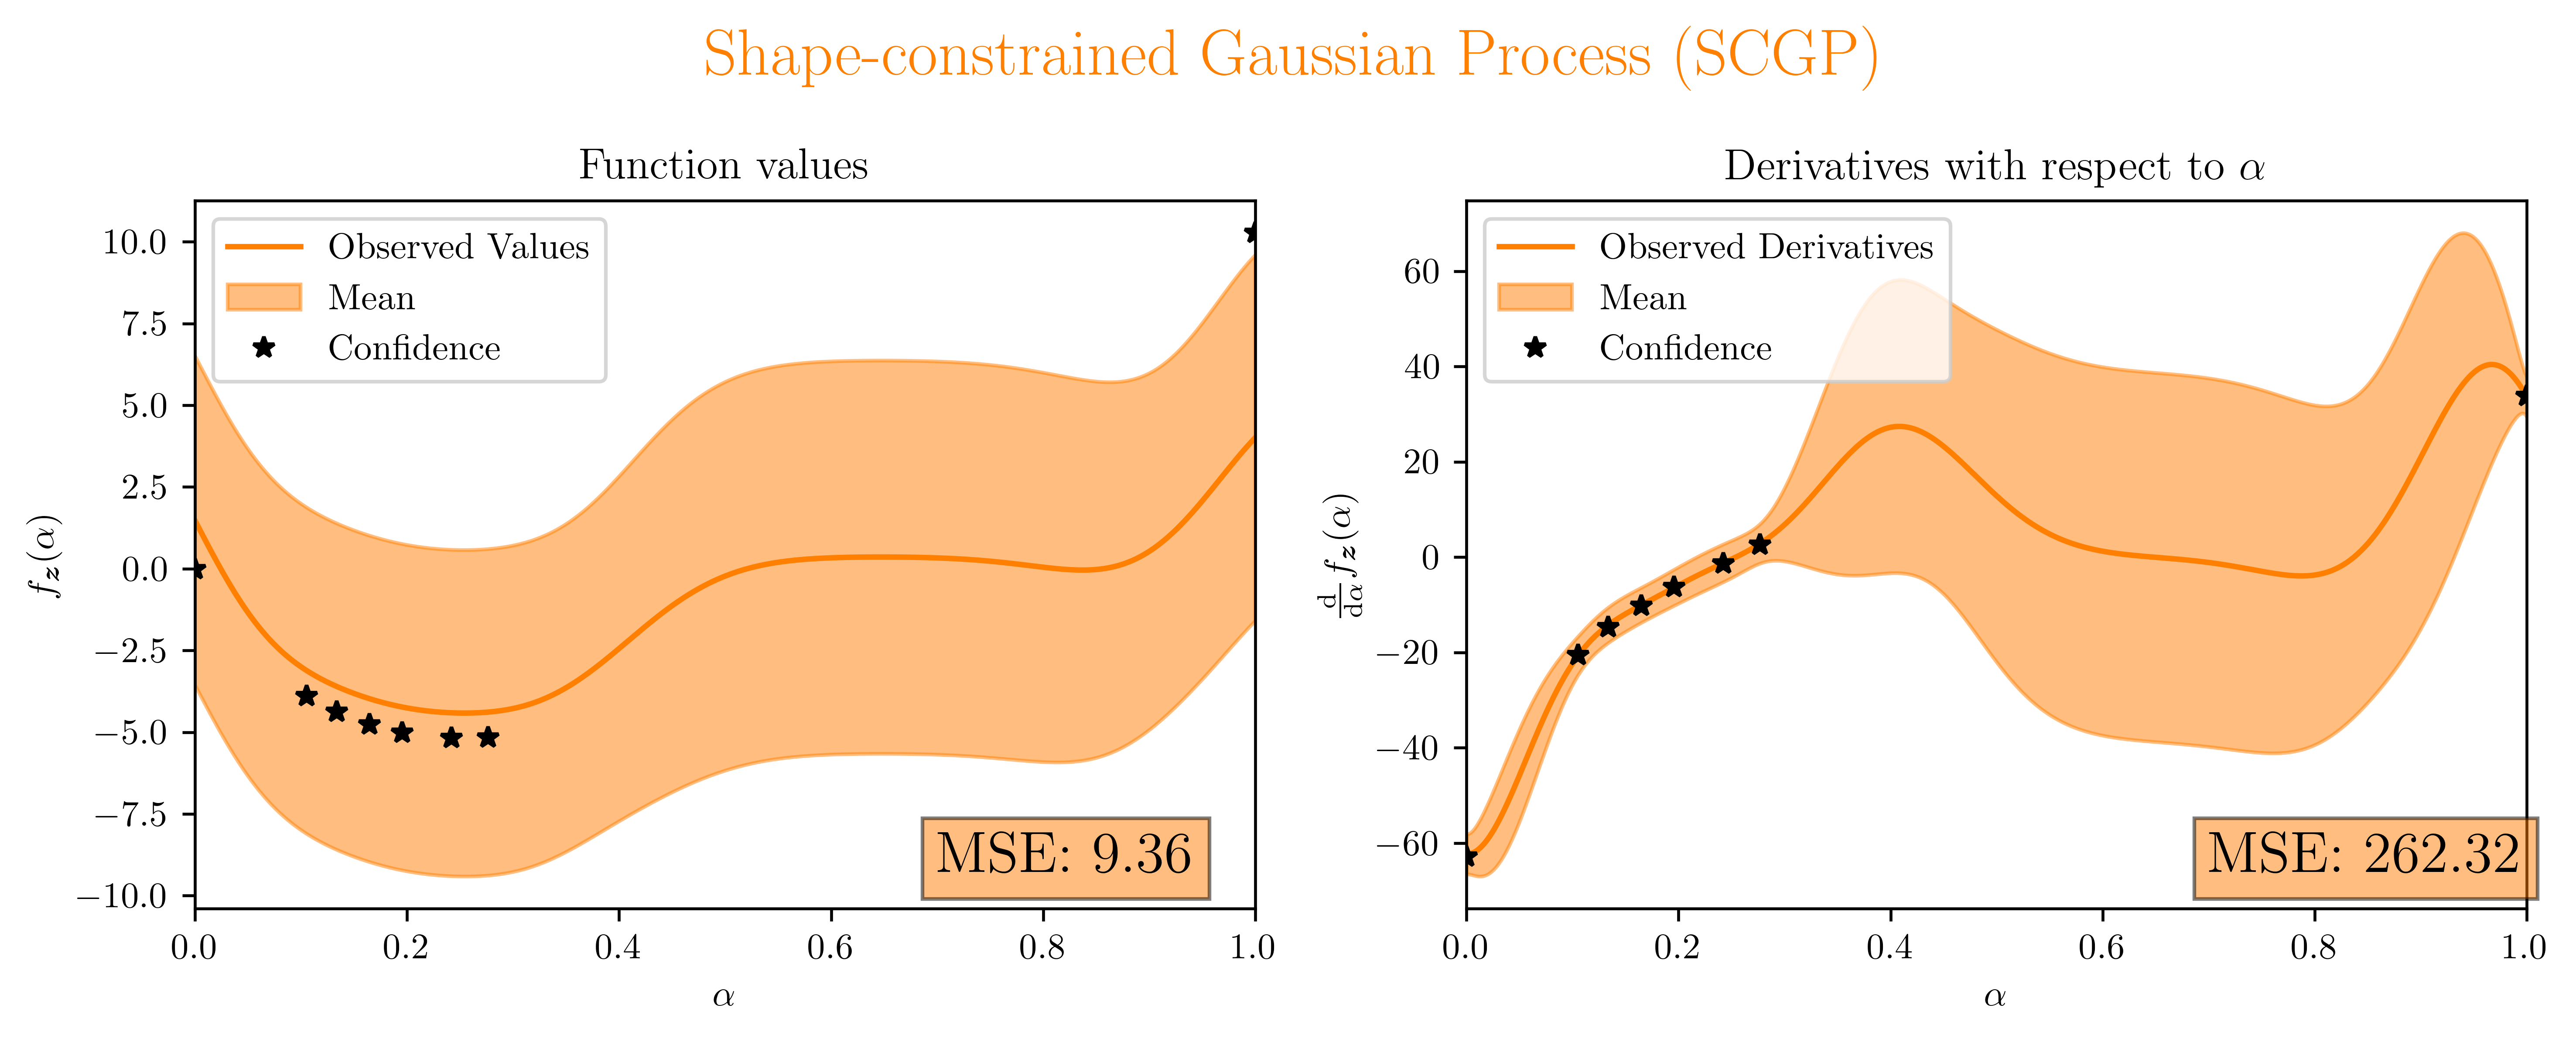 Shape-constrained Gaussian Process (SCGP)
Function values
Observed Values
Mean
Confidence
10.0
7.5
5.0
2.5
0.0
−2.5
−5.0
−7.5
−10.0
f_z(α)
MSE: 9.36
0.0 0.2 0.4 0.6 0.8 1.0
α
Derivatives with respect to α
Observed Derivatives
Mean
Confidence
60
40
20
0
−20
−40
−60
d/dα f_z(α)
MSE: 262.32
0.0 0.2 0.4 0.6 0.8 1.0
α